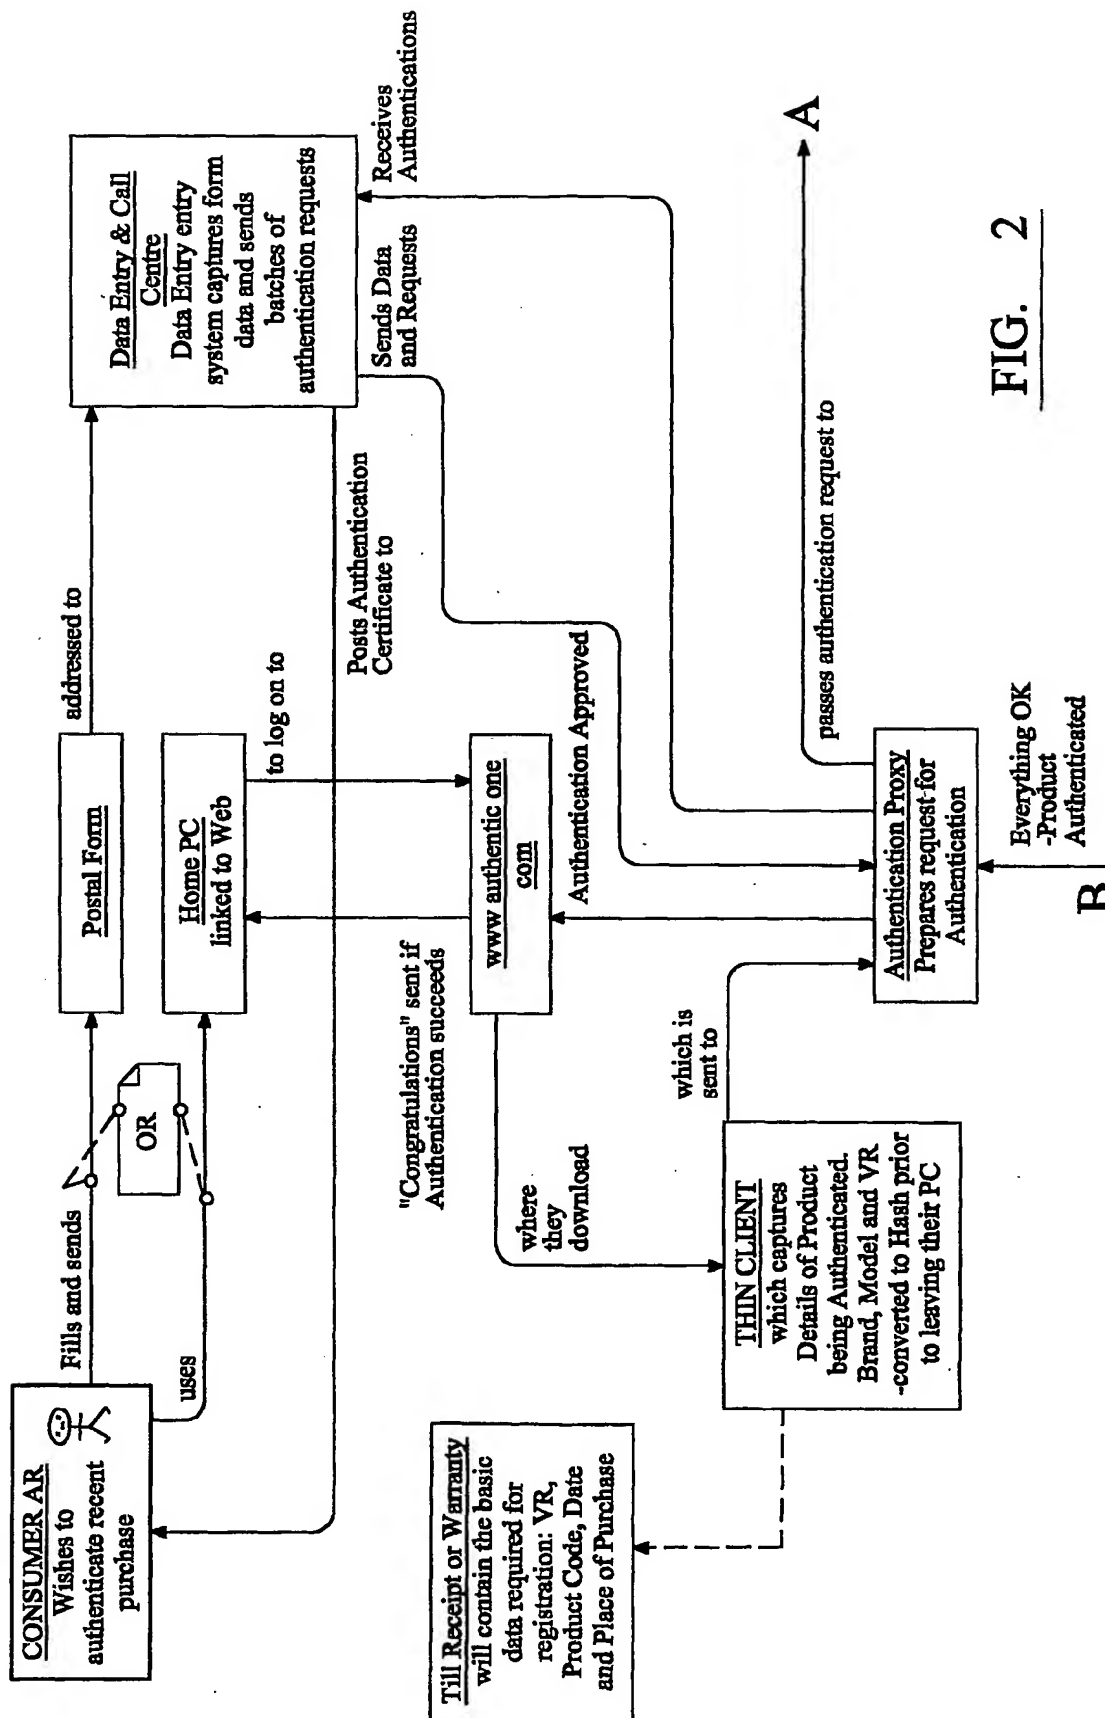 CONSUMER AR
Wishes to
authenticate recent
purchase
Fills and sends
uses
OR
Postal Form
addressed to
Home PC
linked to Web
to log on to
Data Entry & Call
Centre
Data Entry entry
system captures form
data and sends
batches of
authentication requests
Posts Authentication
Certificate to
Sends Data
and Requests
Receives
Authentications
"Congratulations" sent if
Authentication succeeds
www authentic one
com
Authentication Approved
where
they
download
Till Receipt or Warranty
will contain the basic
data required for
registration: VR,
Product Code, Date
and Place of Purchase
THIN CLIENT
which captures
Details of Product
being Authenticated.
Brand, Model and VR
-converted to Hash prior
to leaving their PC
which is
sent to
Authentication Proxy
Prepares request-for
Authentication
passes authentication request to
A
Everything OK
-Product
Authenticated
B
FIG. 2